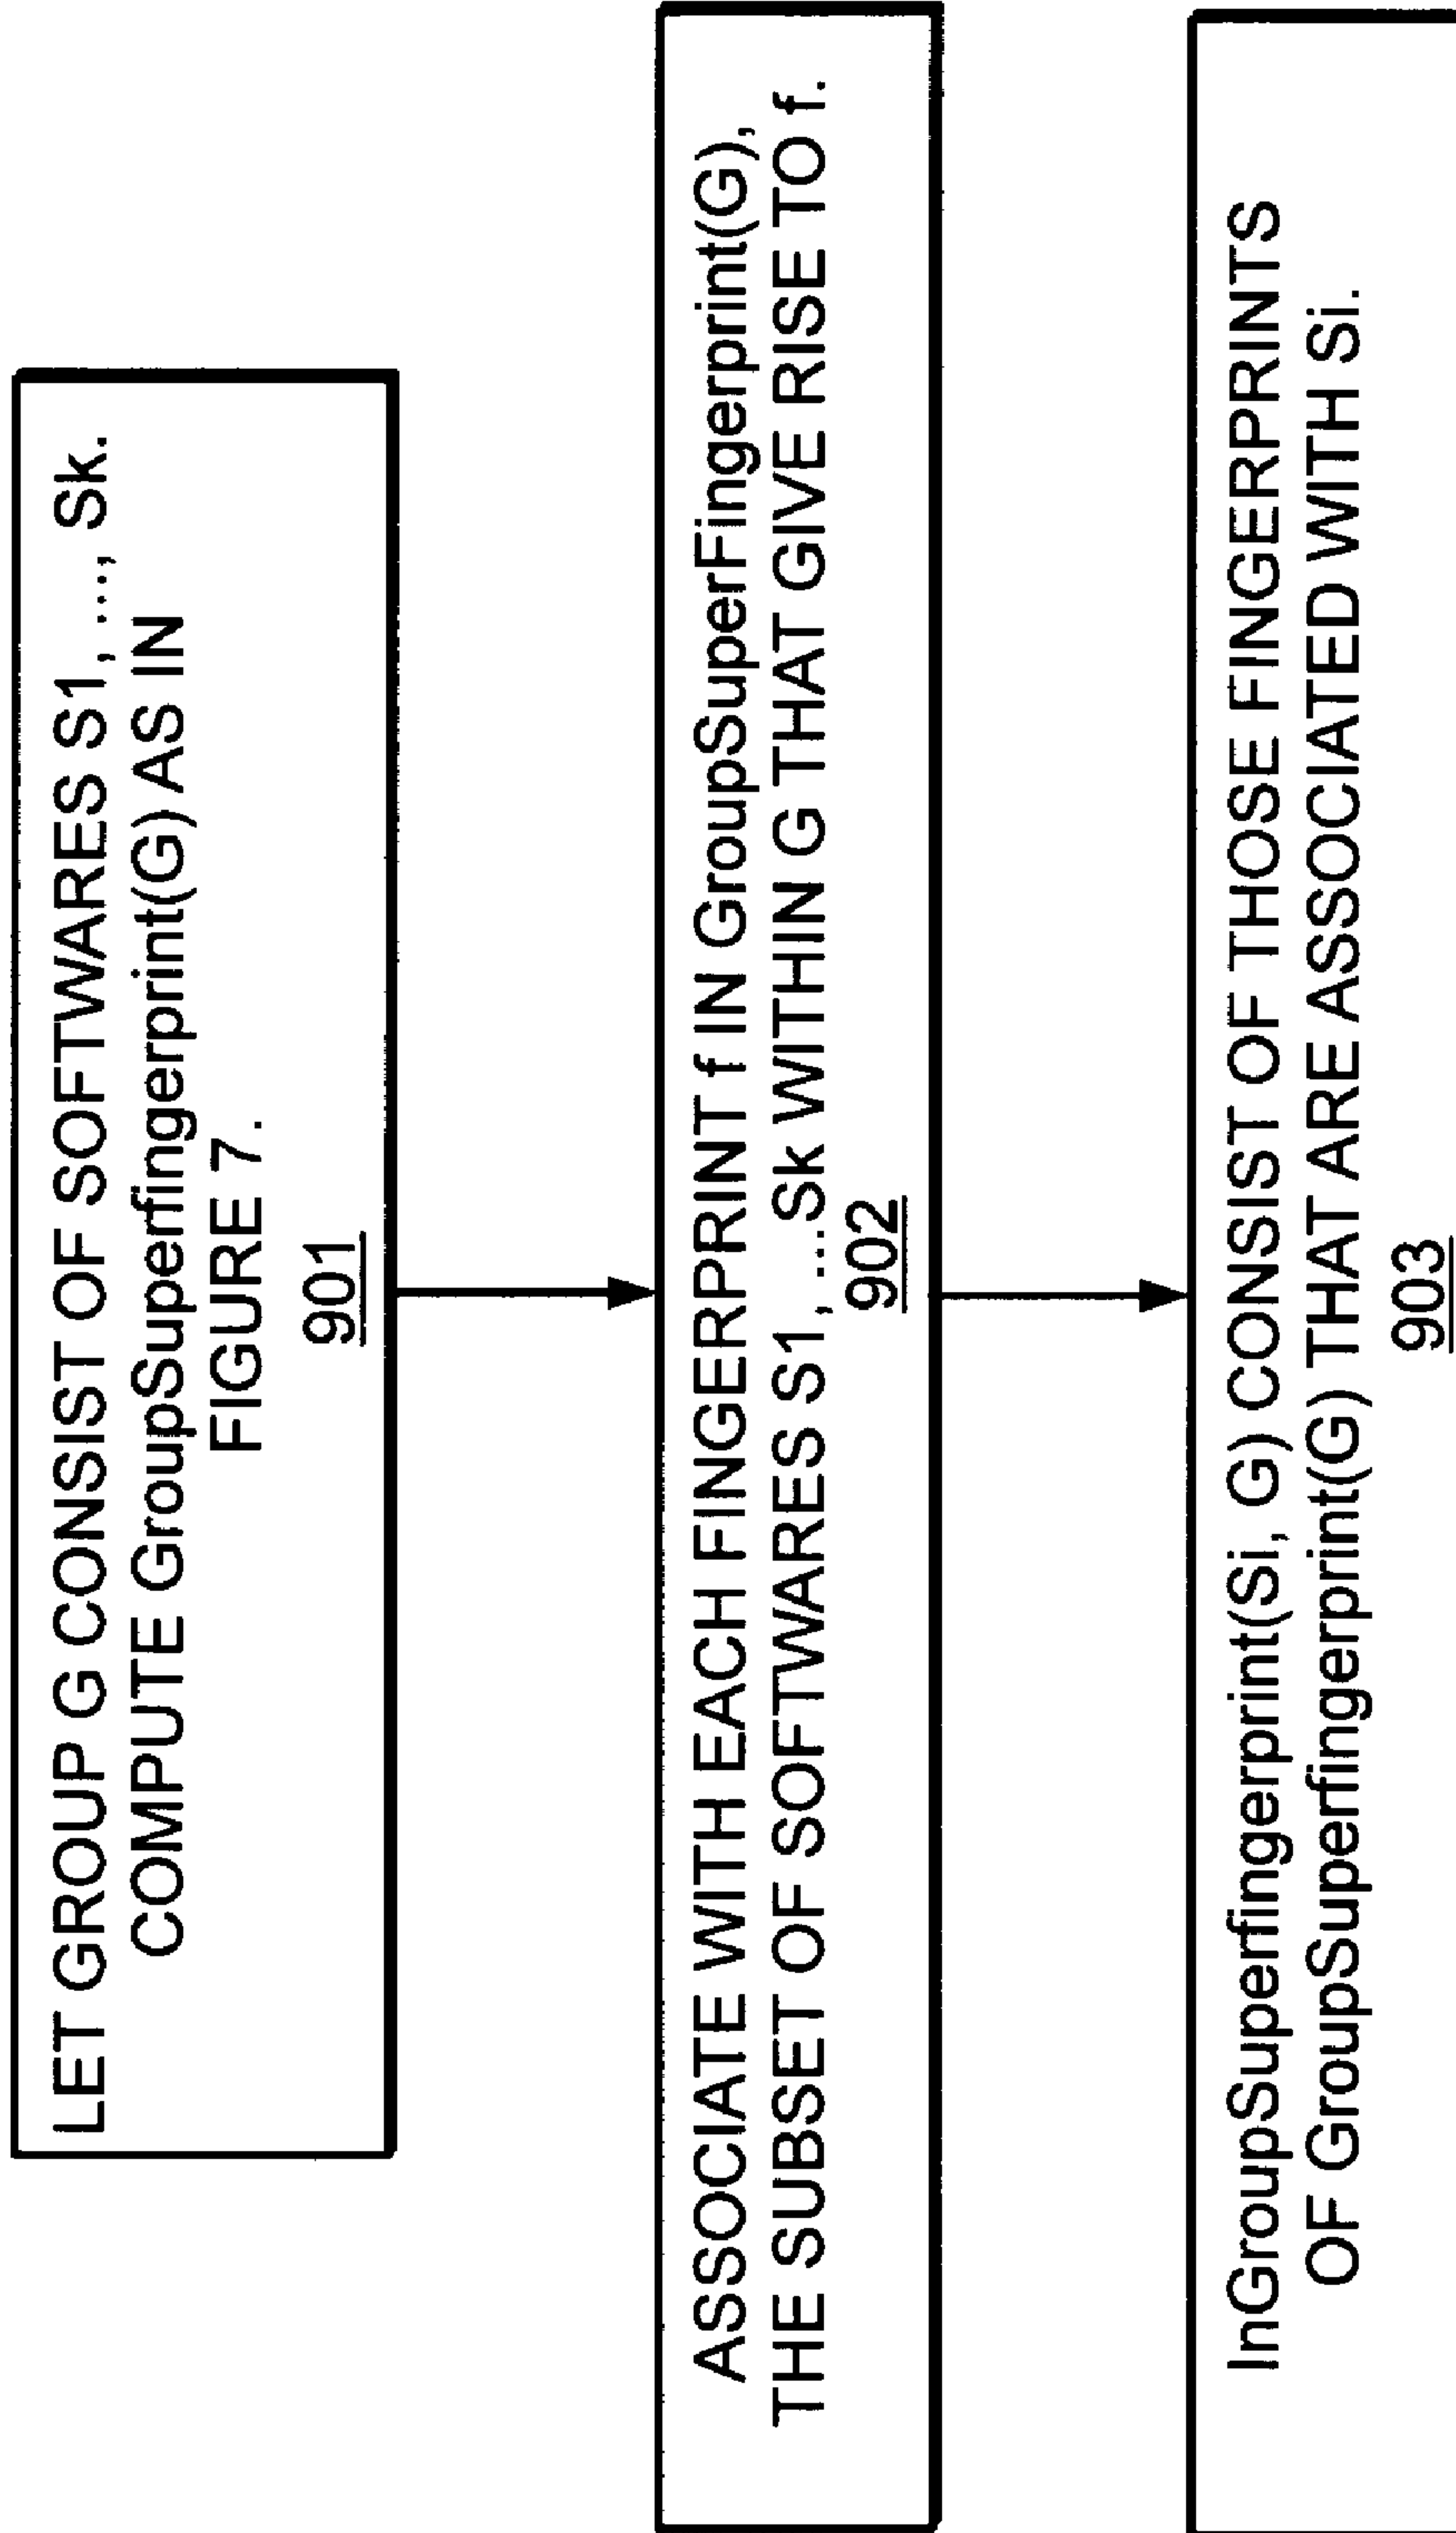 LET GROUP G CONSIST OF SOFTWARES S1, ..., Sk.
COMPUTE GroupSuperfingerprint(G) AS IN
FIGURE 7.
901
ASSOCIATE WITH EACH FINGERPRINT f IN GroupSuperFingerprint(G),
THE SUBSET OF SOFTWARES S1, ...Sk WITHIN G THAT GIVE RISE TO f.
902
InGroupSuperfingerprint(Si, G) CONSIST OF THOSE FINGERPRINTS
OF GroupSuperfingerprint(G) THAT ARE ASSOCIATED WITH Si.
903